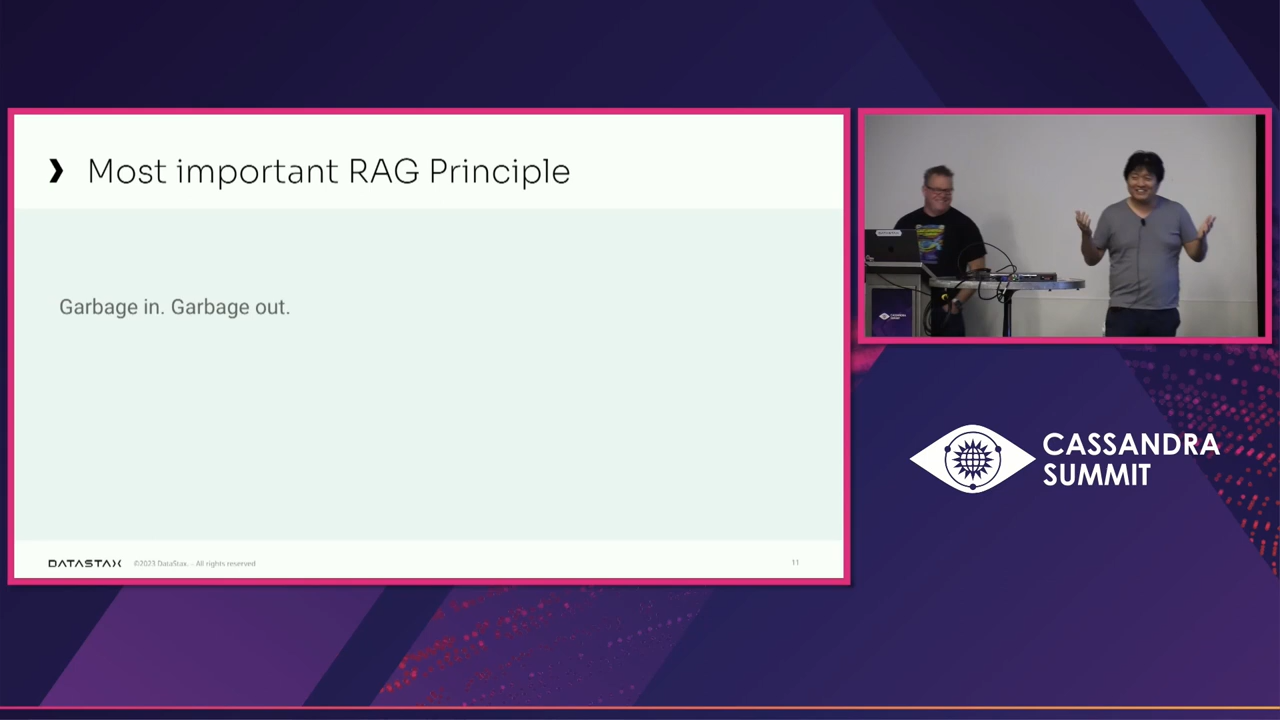 Most important RAG Principle
Garbage in. Garbage out.
DATASTAX
©2023 DataStax. – All rights reserved
11
CASSANDRA
SUMMIT